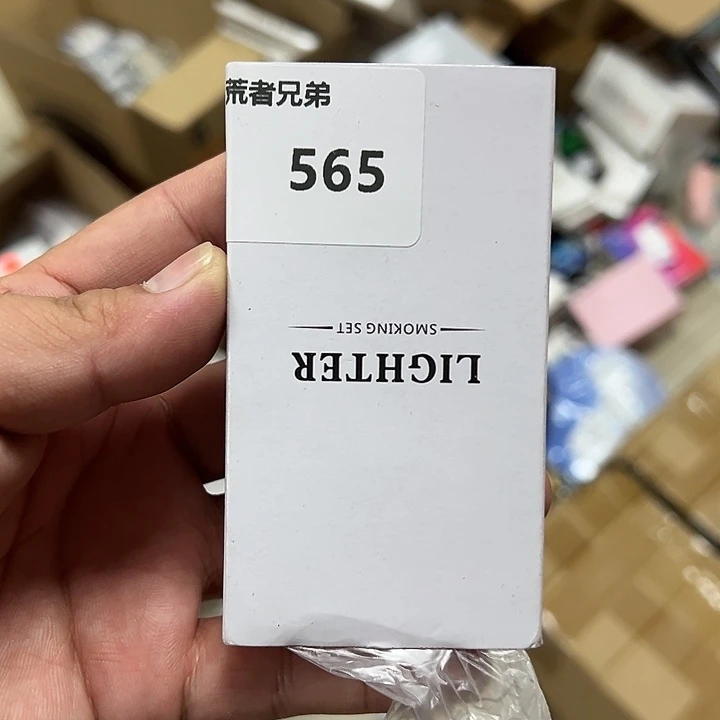 荒者兄弟
565
SMOKING SET
LIGHTER